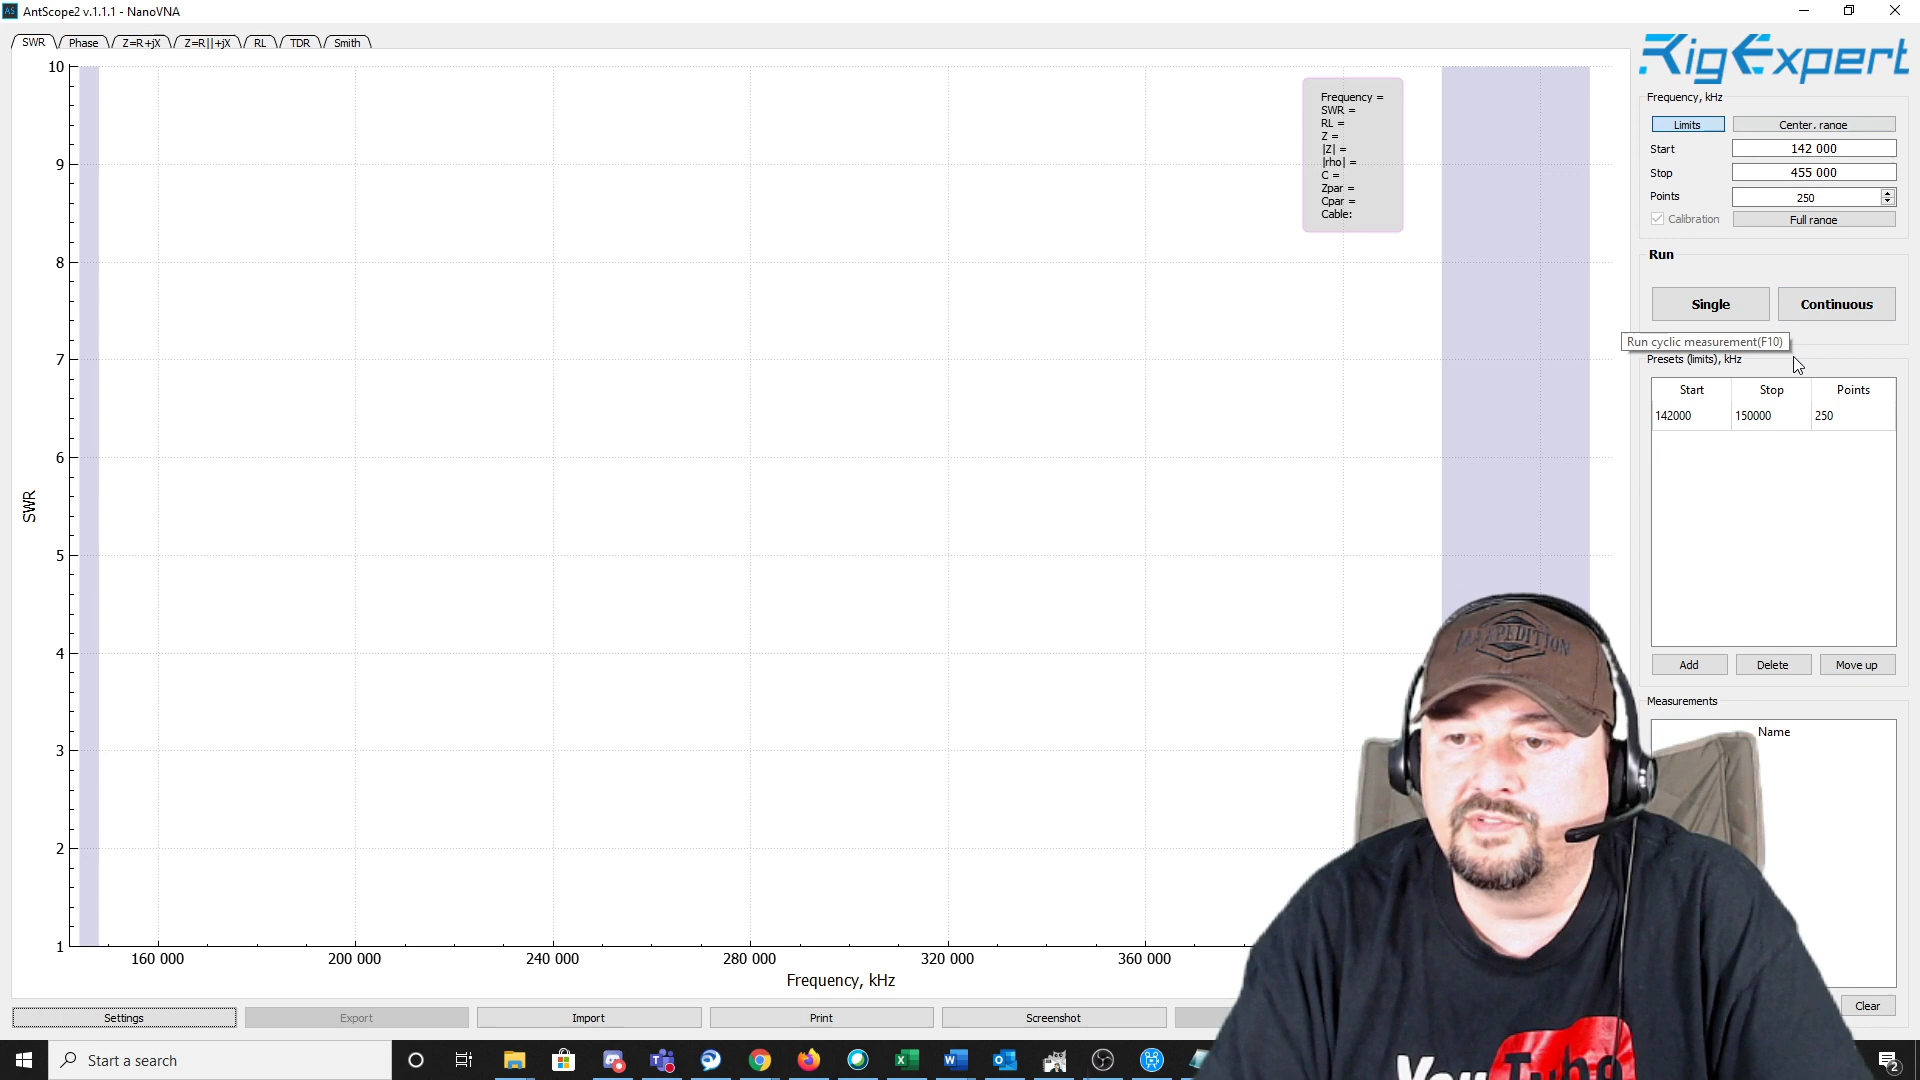 AS AntScope2 v.1.1.1 - NanoVNA
SWR Phase Z=R+jX Z=R||+jX RL TDR Smith
RigExpert
10
9
8
7
6
5
4
3
2
1
SWR
160 000 200 000 240 000 280 000 320 000 360 000
Frequency, kHz
Frequency =
SWR =
RL =
Z =
|Z| =
|rho| =
C =
Zpar =
Cpar =
Cable:
Frequency, kHz
Limits Center, range
Start 142 000
Stop 455 000
Points 250
Calibration Full range
Run
Single Continuous
Run cyclic measurement(F10)
Presets (limits), kHz
Start Stop Points
142000 150000 250
Add Delete Move up
Measurements
Name
Clear
MAXPEDITION
YouTube
Settings Export Import Print Screenshot
Start a search
2